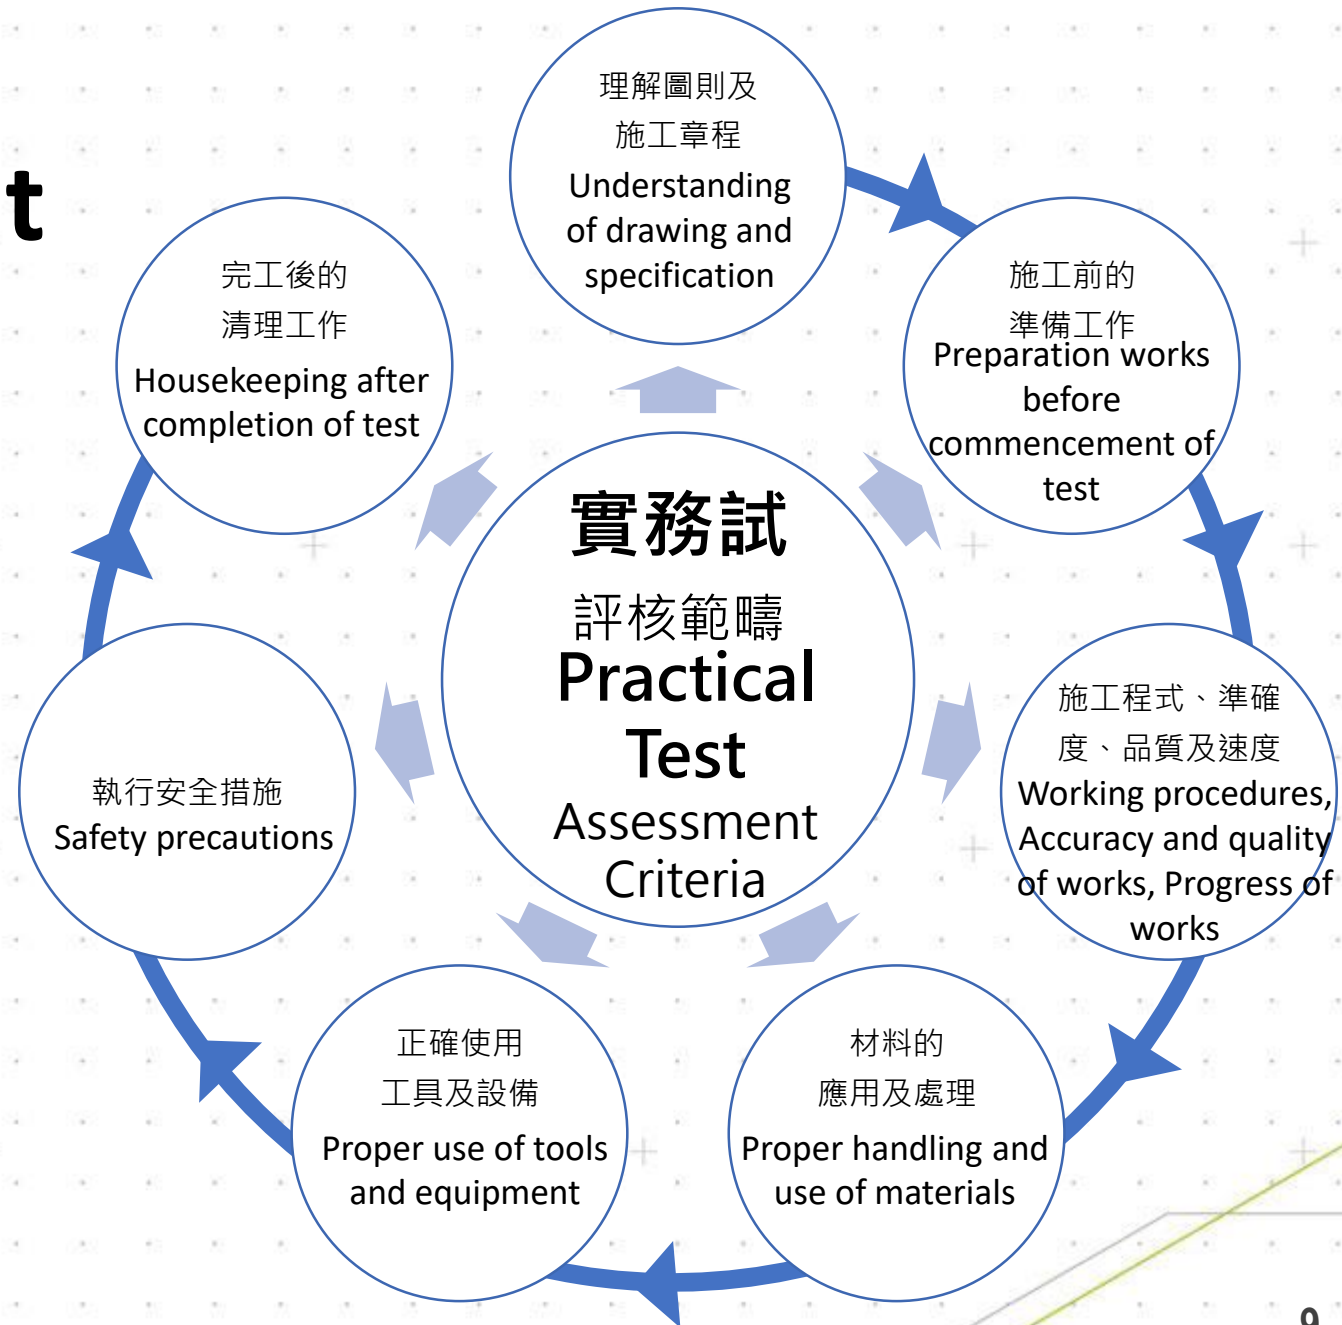 t
理解圖則及
施工章程
Understanding
of drawing and
specification
施工前的
準備工作
Preparation works
before
commencement of
test
施工程式、準確
度、品質及速度
Working procedures,
Accuracy and quality
of works, Progress of
works
材料的
應用及處理
Proper handling and
use of materials
正確使用
工具及設備
Proper use of tools
and equipment
執行安全措施
Safety precautions
完工後的
清理工作
Housekeeping after
completion of test
實務試
評核範疇
Practical
Test
Assessment
Criteria